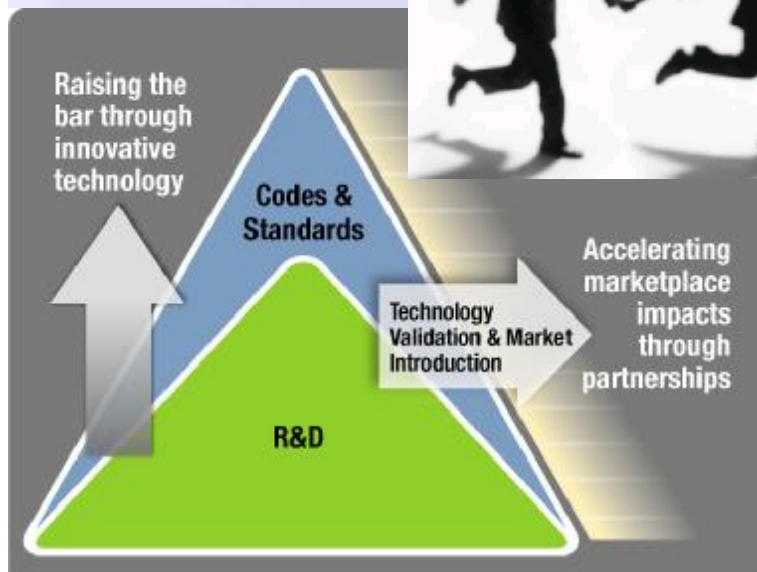 Raising the
bar through
innovative
technology
Codes &
Standards
Accelerating
marketplace
impacts
through
partnerships
Technology
Validation & Market
Introduction
R&D